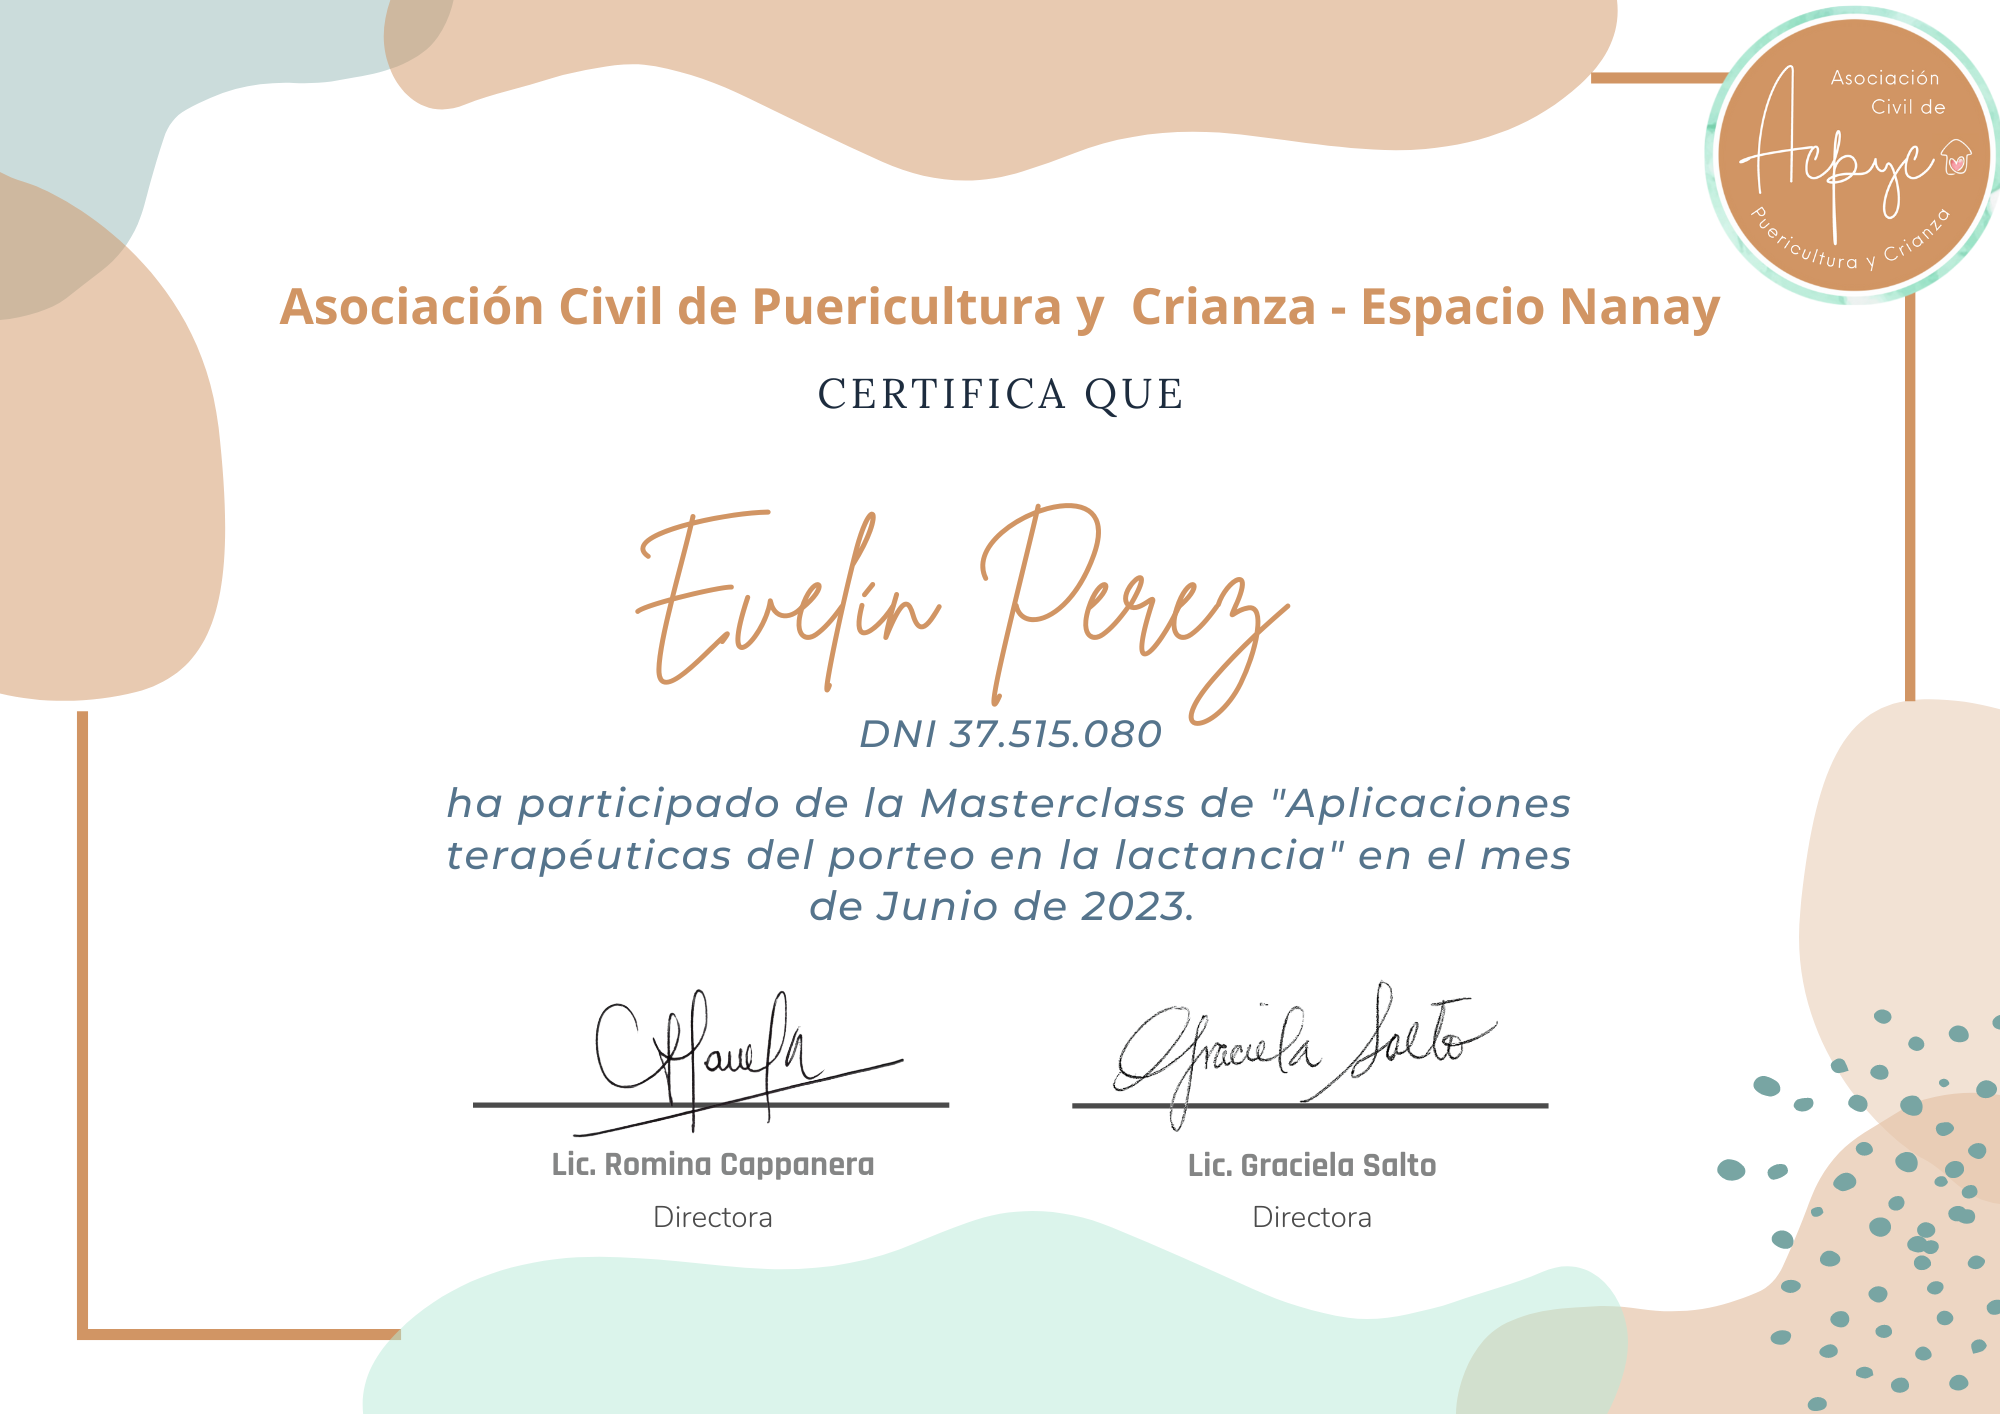 Asociación
Civil de
Acpyc
Puericultura y Crianza
Asociación Civil de Puericultura y Crianza - Espacio Nanay
CERTIFICA QUE
Evelín Perez
DNI 37.515.080
ha participado de la Masterclass de "Aplicaciones
terapéuticas del porteo en la lactancia" en el mes
de Junio de 2023.
Graciela Salto
Lic. Romina Cappanera
Lic. Graciela Salto
Directora
Directora